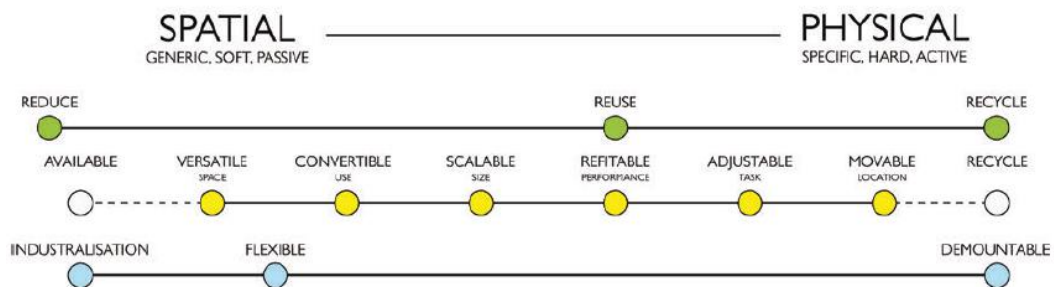 SPATIAL PHYSICAL
GENERIC, SOFT, PASSIVE SPECIFIC, HARD, ACTIVE
REDUCE REUSE RECYCLE
AVAILABLE VERSATILE CONVERTIBLE SCALABLE REFITABLE ADJUSTABLE MOVABLE RECYCLE
SPACE USE SIZE PERFORMANCE TASK LOCATION
INDUSTRALISATION FLEXIBLE DEMOUNTABLE